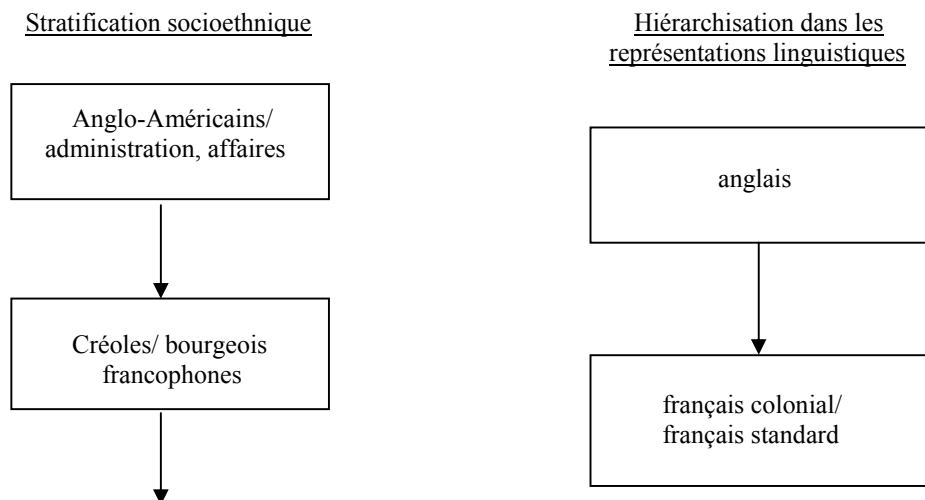 Stratification socioethnique
Anglo-Américains/
administration, affaires
Créoles/ bourgeois
francophones
Hiérarchisation dans les
représentations linguistiques
anglais
français colonial/
français standard